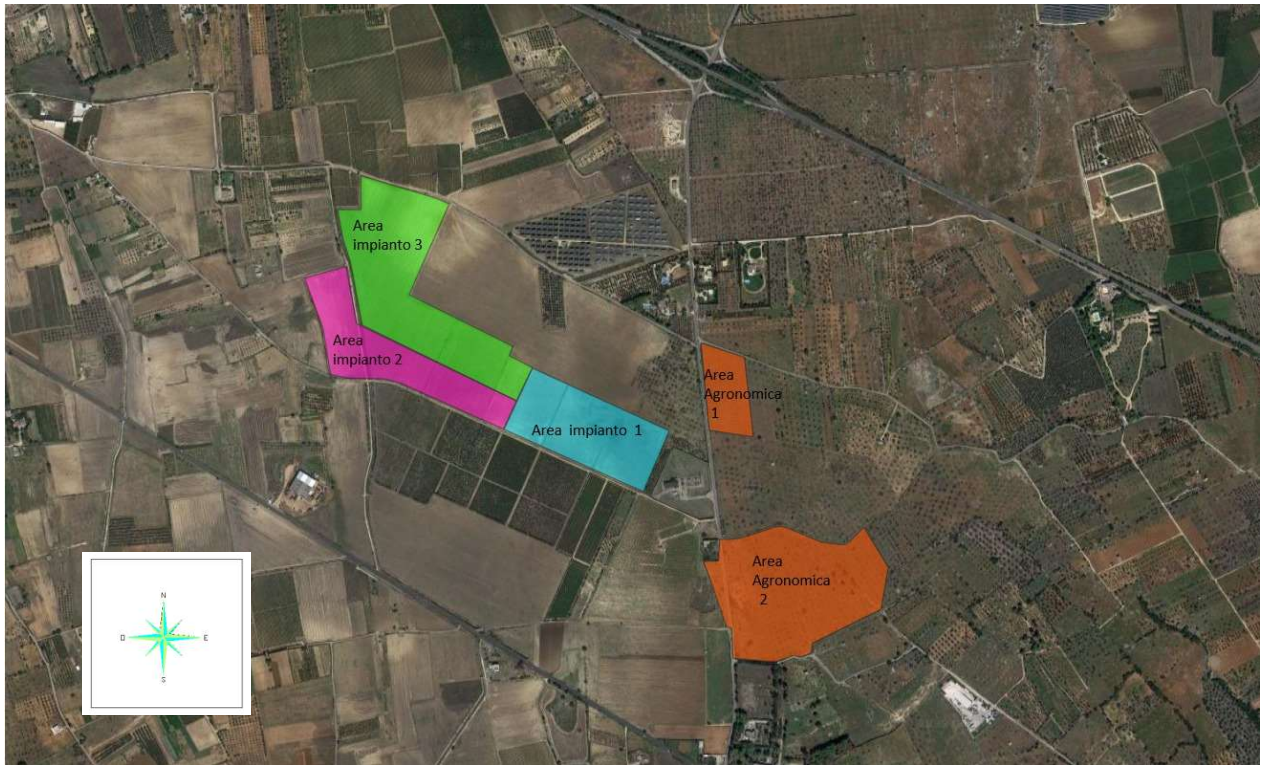 Area
impianto 3
Area
impianto 2
Area
Agronomica
1
Area impianto 1
Area
Agronomica
2
N
O E
S